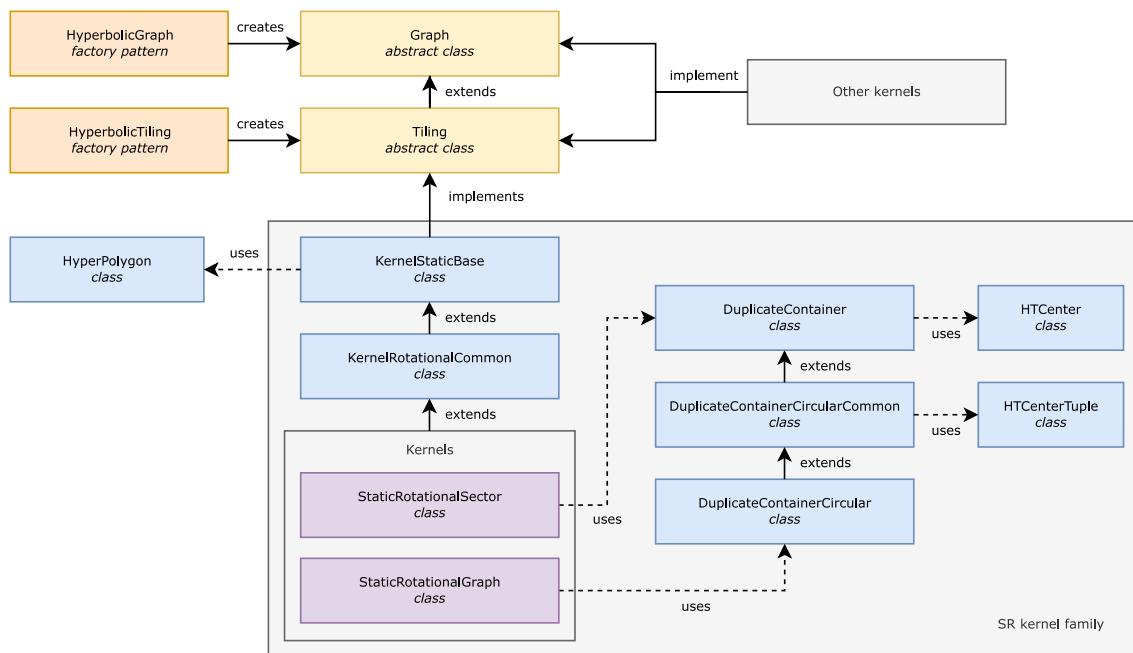 HyperbolicGraph
factory pattern
creates
Graph
abstract class
implement
Other kernels
extends
HyperbolicTiling
factory pattern
creates
Tiling
abstract class
implements
HyperPolygon
class
uses
KernelStaticBase
class
extends
KernelRotationalCommon
class
extends
Kernels
StaticRotationalSector
class
uses
StaticRotationalGraph
class
uses
DuplicateContainer
class
uses
HTCenter
class
extends
DuplicateContainerCircularCommon
class
uses
HTCenterTuple
class
extends
DuplicateContainerCircular
class
SR kernel family